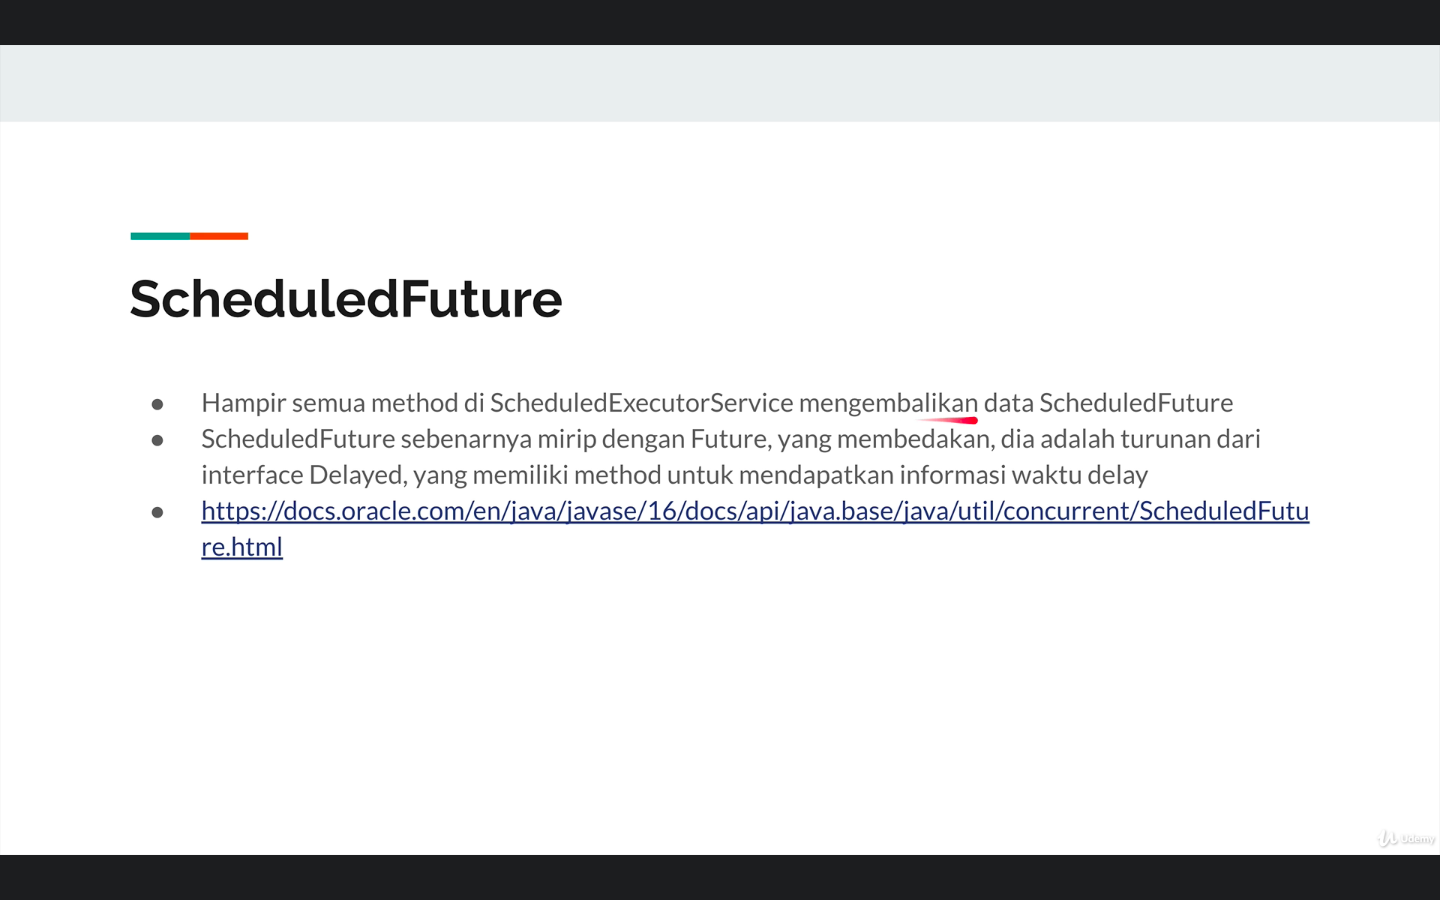 ScheduledFuture
● Hampir semua method di ScheduledExecutorService mengembalikan data ScheduledFuture
● ScheduledFuture sebenarnya mirip dengan Future, yang membedakan, dia adalah turunan dari
interface Delayed, yang memiliki method untuk mendapatkan informasi waktu delay
● https://docs.oracle.com/en/java/javase/16/docs/api/java.base/java/util/concurrent/ScheduledFutu
re.html
Udemy